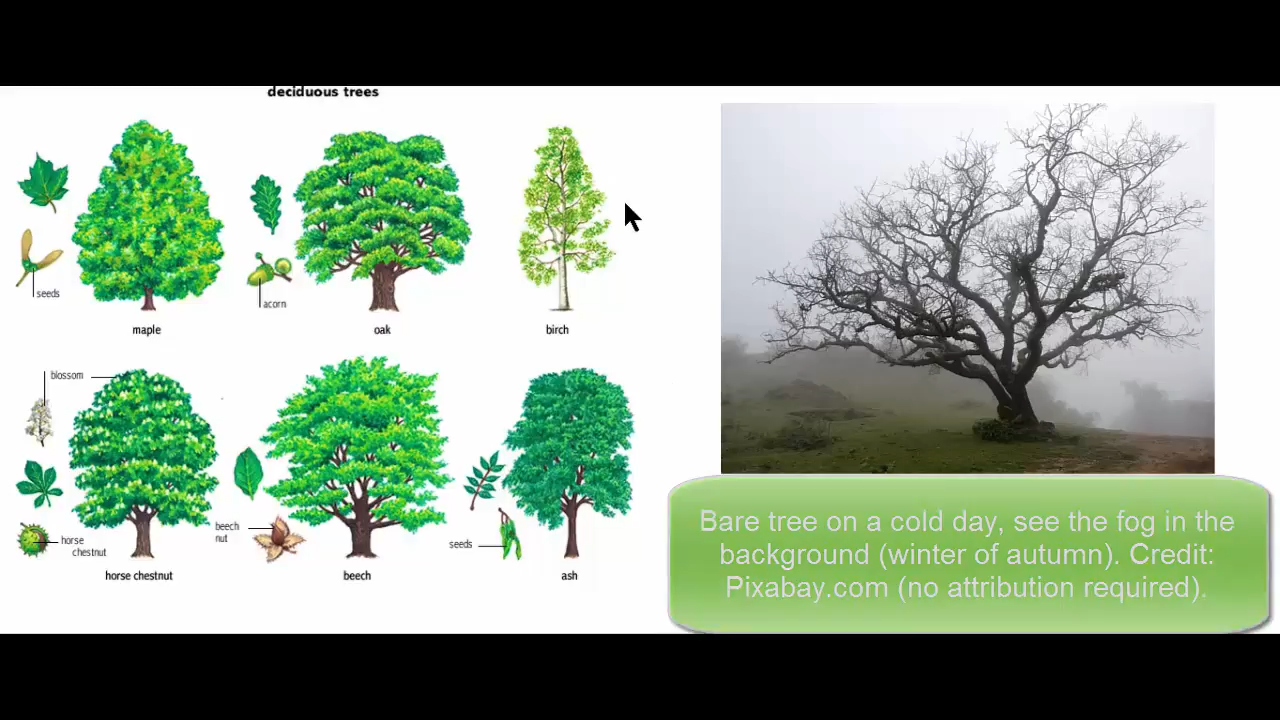 deciduous trees
seeds
acorn
maple
oak
birch
blossom
horse
chestnut
beech
nut
seeds
horse chestnut
beech
ash
Bare tree on a cold day, see the fog in the
background (winter of autumn). Credit:
Pixabay.com (no attribution required).